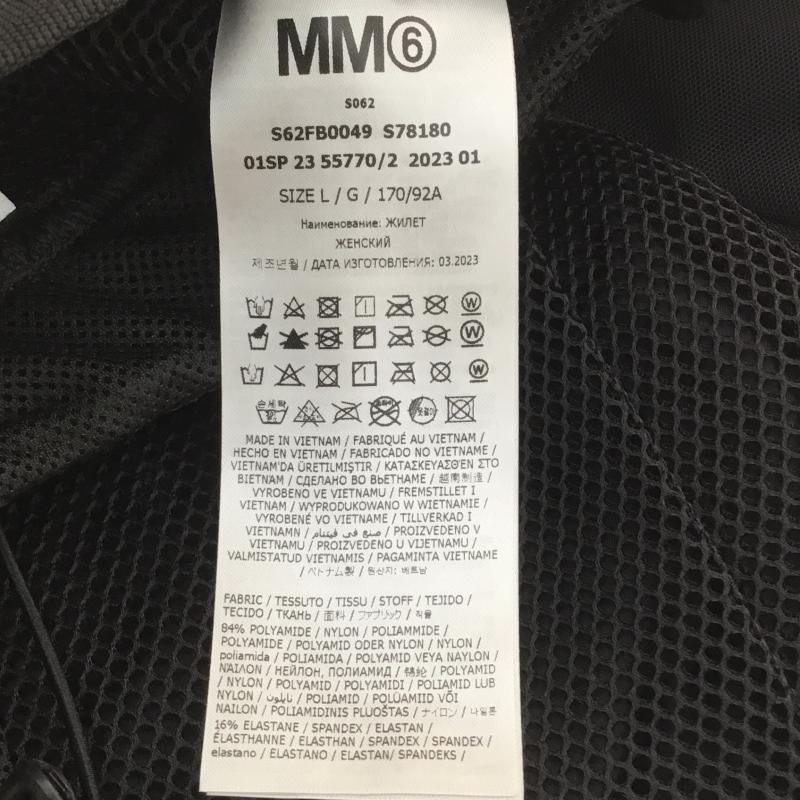 MM⑥
S062
S62FB0049 S78180
01SP 23 55770/2 2023 01
SIZE L / G / 170/92A
Наименование: ЖИЛЕТ
ЖЕНСКИЙ
제조년월 / ДАТА ИЗГОТОВЛЕНИЯ: 03.2023
W
W
W
손세탁
MADE IN VIETNAM / FABRIQUÉ AU VIETNAM /
HECHO EN VIETNAM / FABRICADO NO VIETNAME /
VIETNAM'DA ÜRETILMIŞTIR / ΚΑΤΑΣΚΕΥΑΣΘΈΝ ΣΤΟ
ΒΙΕΤΝΑΜ / СДЕЛАНО ВО ВЬЕТНАМЕ / 越南制造 /
VYROBENO VE VIETNAMU / FREMSTILLET I
VIETNAM / WYPRODUKOWANO W WIETNAMIE /
VYROBENÉ VO VIETNAME / TILLVERKAD I
VIETNAMN / صنع في فيتنام / PROIZVEDENO V
VIETNAMU / PROIZVEDENO U VIJETNAMU /
VALMISTATUD VIETNAMIS / PAGAMINTA VIETNAME
/ ベトナム製 / 원산지: 베트남
FABRIC / TESSUTO / TISSU / STOFF / TEJIDO /
TECIDO / ТКАНЬ / 面料 / ファブリック / 직물
84% POLYAMIDE / NYLON / POLIAMMIDE /
POLYAMIDE / POLYAMID ODER NYLON / NYLON /
poliamida / POLIAMIDA / POLYAMID VEYA NAYLON /
ΝΆΙΛΟΝ / НЕЙЛОН, ПОЛИАМИД / 锦纶 / POLYAMID
/ NYLON / POLYAMID / POLYAMIDI / POLIAMID LUB
NYLON / نايلون / POLIAMID / POLÜAMIID VÕI
NAILON / POLIAMIDINIS PLUOŠTAS / ナイロン / 나일론
16% ELASTANE / SPANDEX / ELASTAN /
ÉLASTHANNE / ELASTHAN / SPANDEX / SPANDEX /
elastano / ELASTANO / ELASTAN / SPANDEKS /